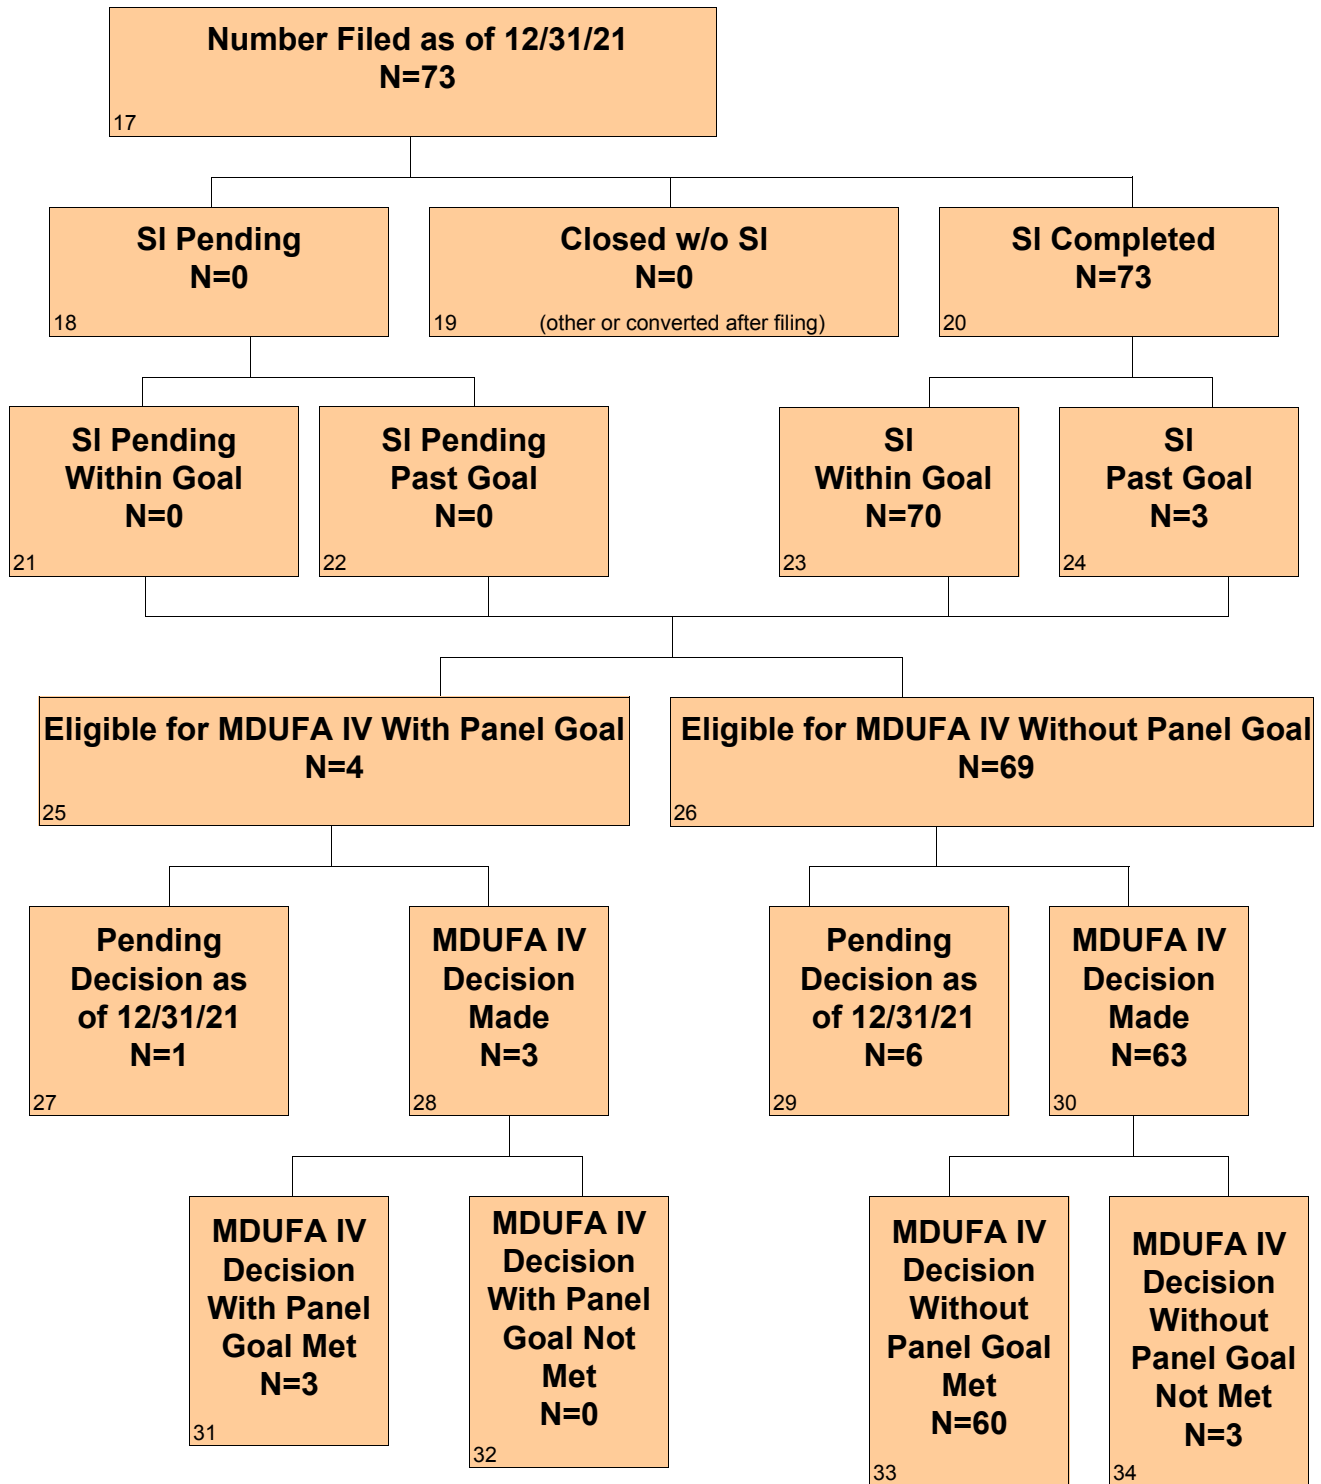 Number Filed as of 12/31/21
N=73
17
SI Pending
N=0
18
Closed w/o SI
N=0
19 (other or converted after filing)
SI Completed
N=73
20
SI Pending
Within Goal
N=0
21
SI Pending
Past Goal
N=0
22
SI
Within Goal
N=70
23
SI
Past Goal
N=3
24
Eligible for MDUFA IV With Panel Goal
N=4
25
Eligible for MDUFA IV Without Panel Goal
N=69
26
Pending
Decision as
of 12/31/21
N=1
27
MDUFA IV
Decision
Made
N=3
28
Pending
Decision as
of 12/31/21
N=6
29
MDUFA IV
Decision
Made
N=63
30
MDUFA IV
Decision
With Panel
Goal Met
N=3
31
MDUFA IV
Decision
With Panel
Goal Not
Met
N=0
32
MDUFA IV
Decision
Without
Panel Goal
Met
N=60
33
MDUFA IV
Decision
Without
Panel Goal
Not Met
N=3
34